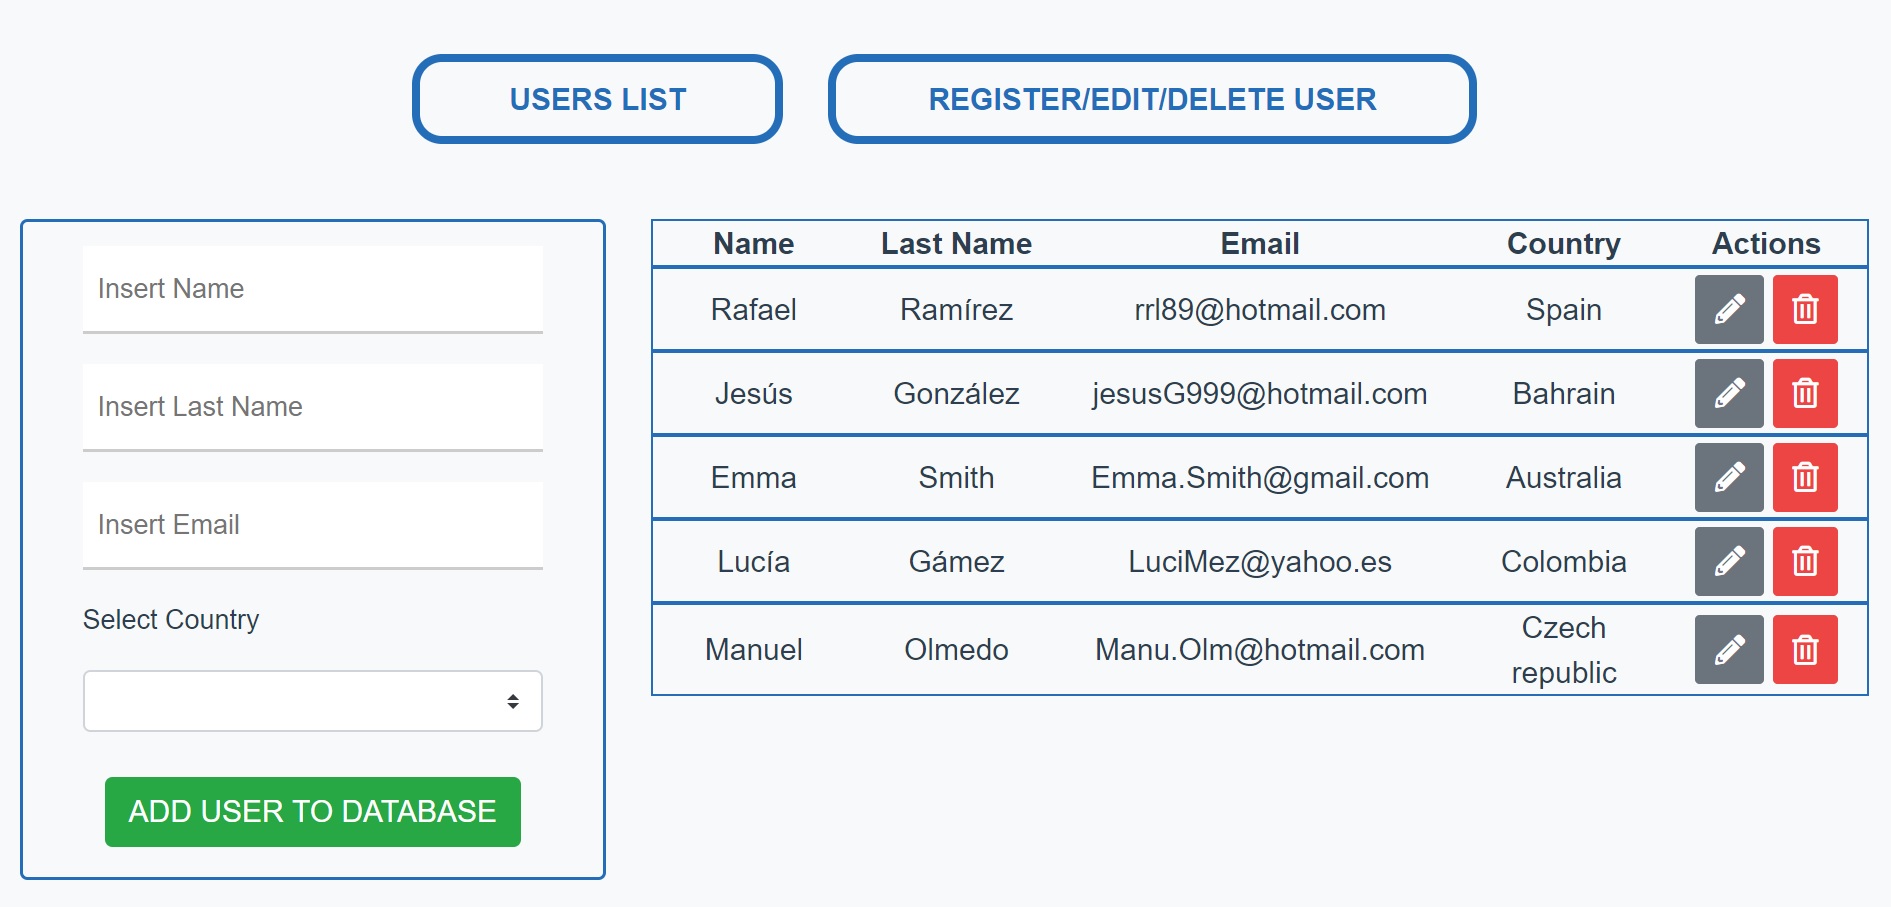 USERS LIST
REGISTER/EDIT/DELETE USER
Insert Name
Insert Last Name
Insert Email
Select Country
ADD USER TO DATABASE
Name Last Name Email Country Actions
Rafael Ramírez rrl89@hotmail.com Spain
Jesús González jesusG999@hotmail.com Bahrain
Emma Smith Emma.Smith@gmail.com Australia
Lucía Gámez LuciMez@yahoo.es Colombia
Manuel Olmedo Manu.Olm@hotmail.com Czech
republic